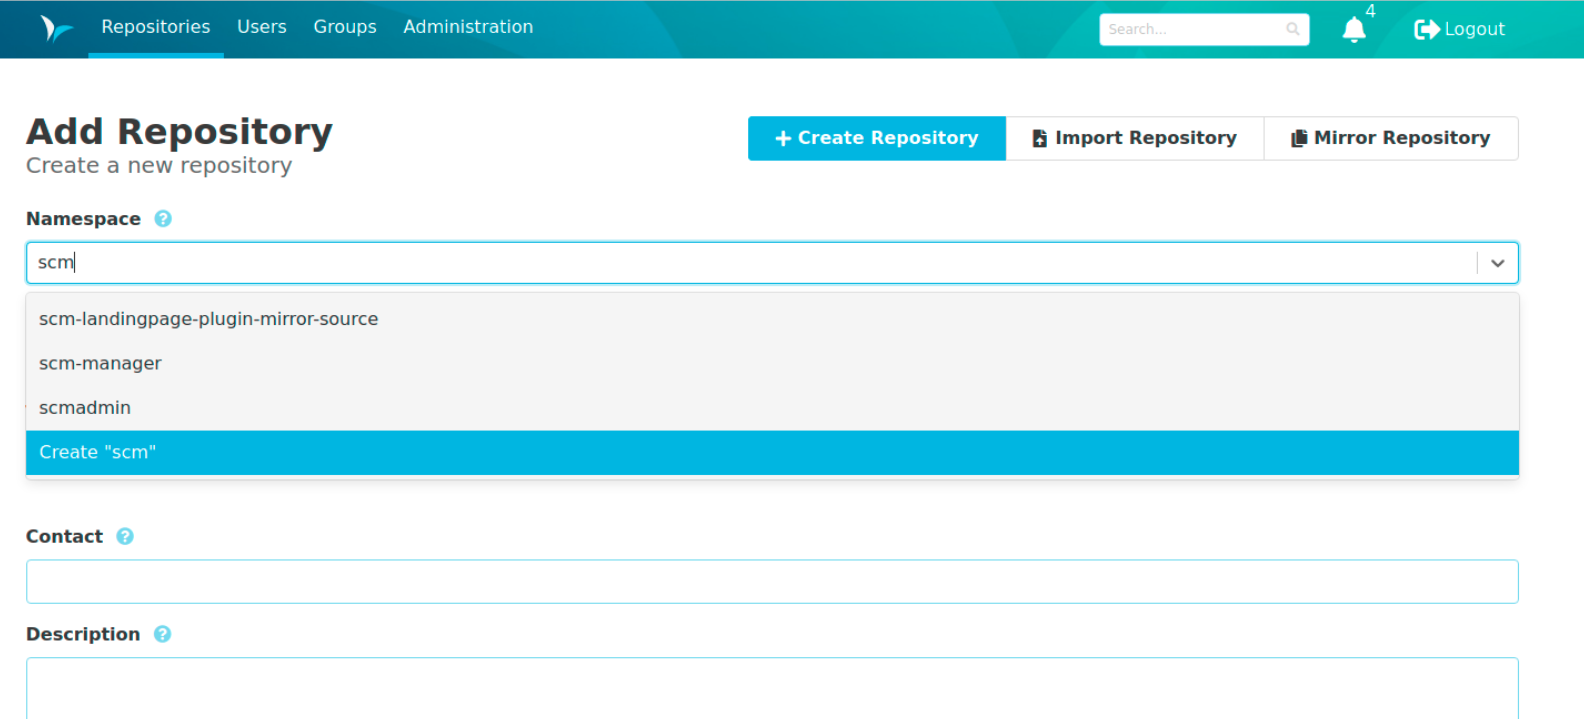 Repositories Users Groups Administration Search... 4 Logout
Add Repository
Create a new repository
+ Create Repository Import Repository Mirror Repository
Namespace ?
scm
scm-landingpage-plugin-mirror-source
scm-manager
scmadmin
Create "scm"
Contact ?
Description ?